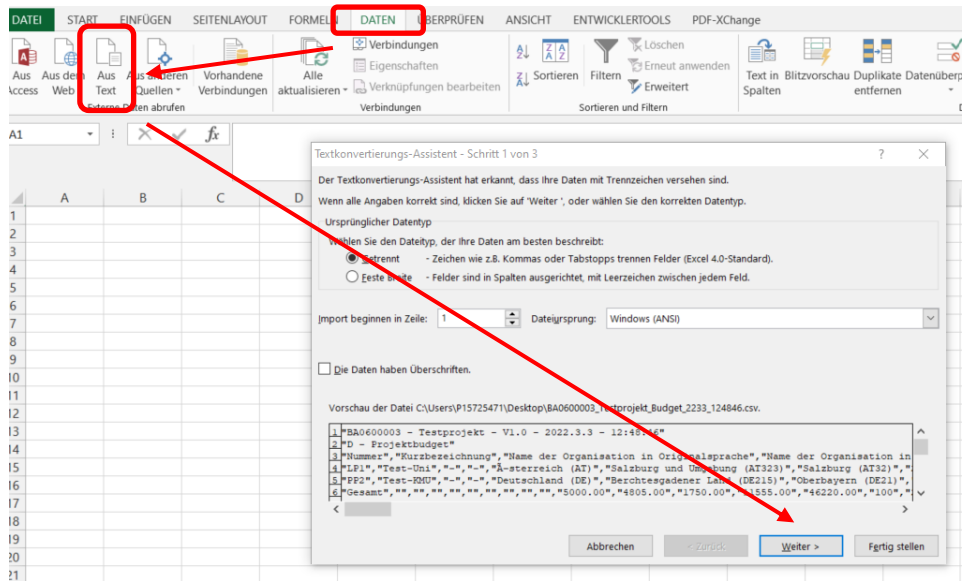 DATEI START EINFÜGEN SEITENLAYOUT FORMELN DATEN ÜBERPRÜFEN ANSICHT ENTWICKLERTOOLS PDF-XChange
Aus Access
Aus dem Web
Aus Text
Aus anderen Quellen
Vorhandene Verbindungen
Externe Daten abrufen
Alle aktualisieren
Verbindungen
Eigenschaften
Verknüpfungen bearbeiten
Verbindungen
Sortieren
Filtern
Löschen
Erneut anwenden
Erweitert
Sortieren und Filtern
Text in Spalten
Blitzvorschau
Duplikate entfernen
A1
fx
A B C D
1
2
3
4
5
6
7
8
9
10
11
12
13
14
15
16
17
18
19
20
21
Textkonvertierungs-Assistent - Schritt 1 von 3
Der Textkonvertierungs-Assistent hat erkannt, dass Ihre Daten mit Trennzeichen versehen sind.
Wenn alle Angaben korrekt sind, klicken Sie auf 'Weiter ', oder wählen Sie den korrekten Datentyp.
Ursprünglicher Datentyp
Wählen Sie den Dateityp, der Ihre Daten am besten beschreibt:
Getrennt - Zeichen wie z.B. Kommas oder Tabstopps trennen Felder (Excel 4.0-Standard).
Feste Breite - Felder sind in Spalten ausgerichtet, mit Leerzeichen zwischen jedem Feld.
Import beginnen in Zeile: 1 Dateiursprung: Windows (ANSI)
Die Daten haben Überschriften.
Vorschau der Datei C:\Users\P15725471\Desktop\BA0600003_Testprojekt_Budget_2233_124846.csv.
1 "BA0600003 - Testprojekt - V1.0 - 2022.3.3 - 12:48:46"
2 "D - Projektbudget"
3 "Nummer","Kurzbezeichnung","Name der Organisation in Originalsprache","Name der Organisation in
4 "LP1","Test-Uni","-","-","Ã-sterreich (AT)","Salzburg und Umgebung (AT323)","Salzburg (AT32)","
5 "PP2","Test-KMU","-","-","Deutschland (DE)","Berchtesgadener Land (DE215)","Oberbayern (DE21)",
6 "Gesamt","","","","","","","","","","5000.00","4805.00","1750.00", "46220.00","100",
Abbrechen < Zurück Weiter > Fertig stellen